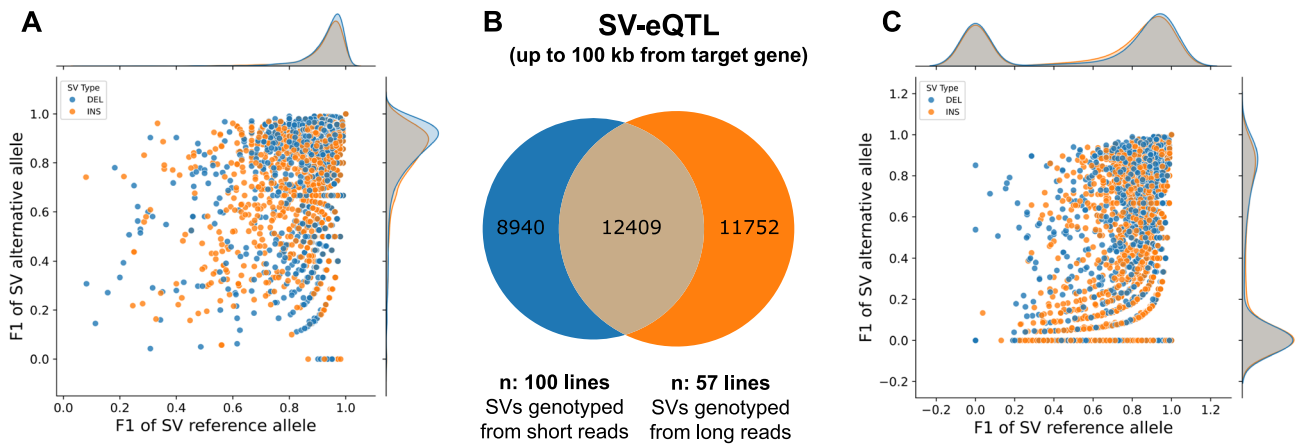 A
SV Type
DEL
INS
1.0
0.8
0.6
0.4
0.2
0.0
F1 of SV alternative allele
0.0 0.2 0.4 0.6 0.8 1.0
F1 of SV reference allele
B
SV-eQTL
(up to 100 kb from target gene)
8940 12409 11752
n: 100 lines
SVs genotyped
from short reads
n: 57 lines
SVs genotyped
from long reads
C
SV Type
DEL
INS
1.2
1.0
0.8
0.6
0.4
0.2
0.0
−0.2
F1 of SV alternative allele
−0.2 0.0 0.2 0.4 0.6 0.8 1.0 1.2
F1 of SV reference allele